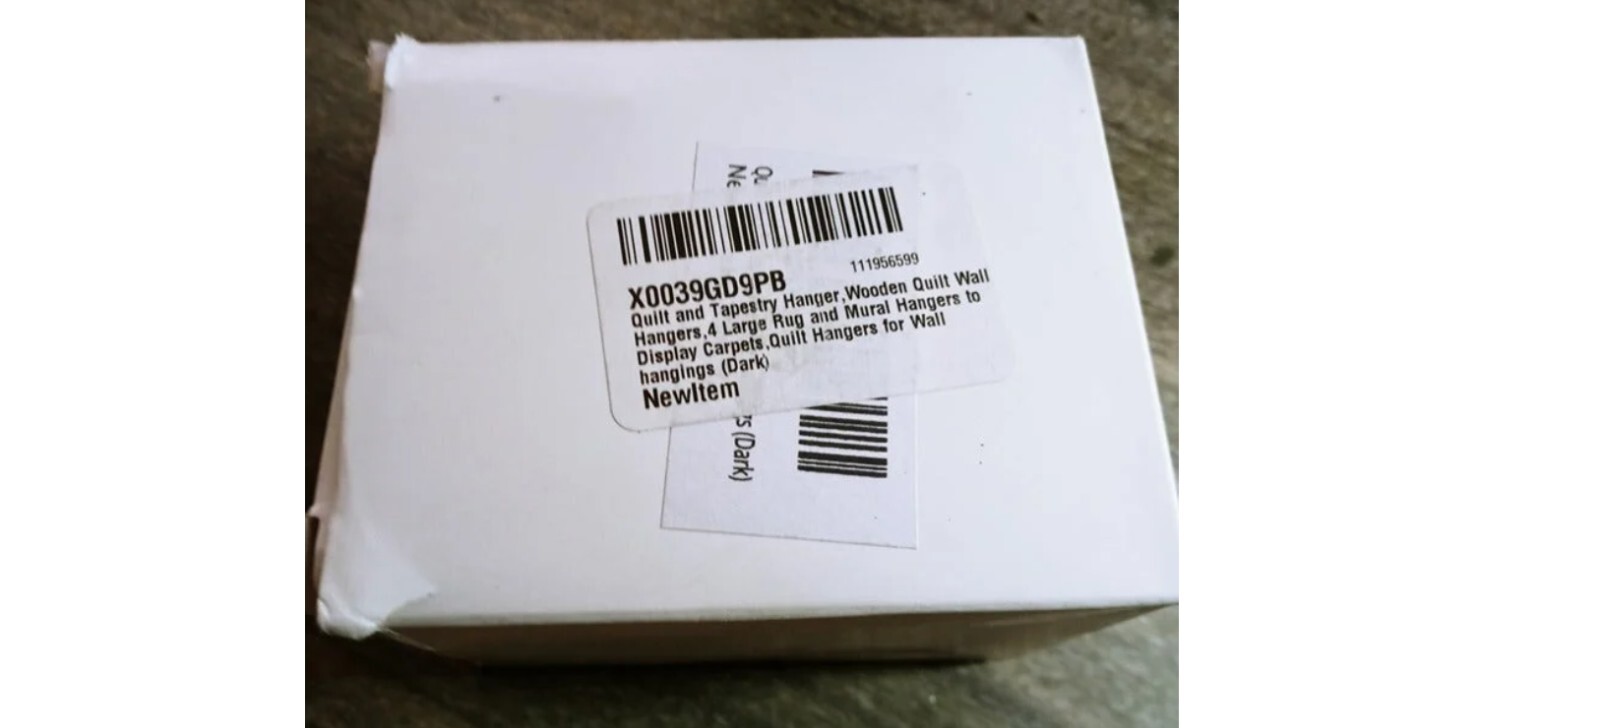 Qu
Ne
111956599
X0039GD9PB
Quilt and Tapestry Hanger,Wooden Quilt Wall
Hangers,4 Large Rug and Mural Hangers to
Display Carpets,Quilt Hangers for Wall
hangings (Dark)
NewItem
rs (Dark)